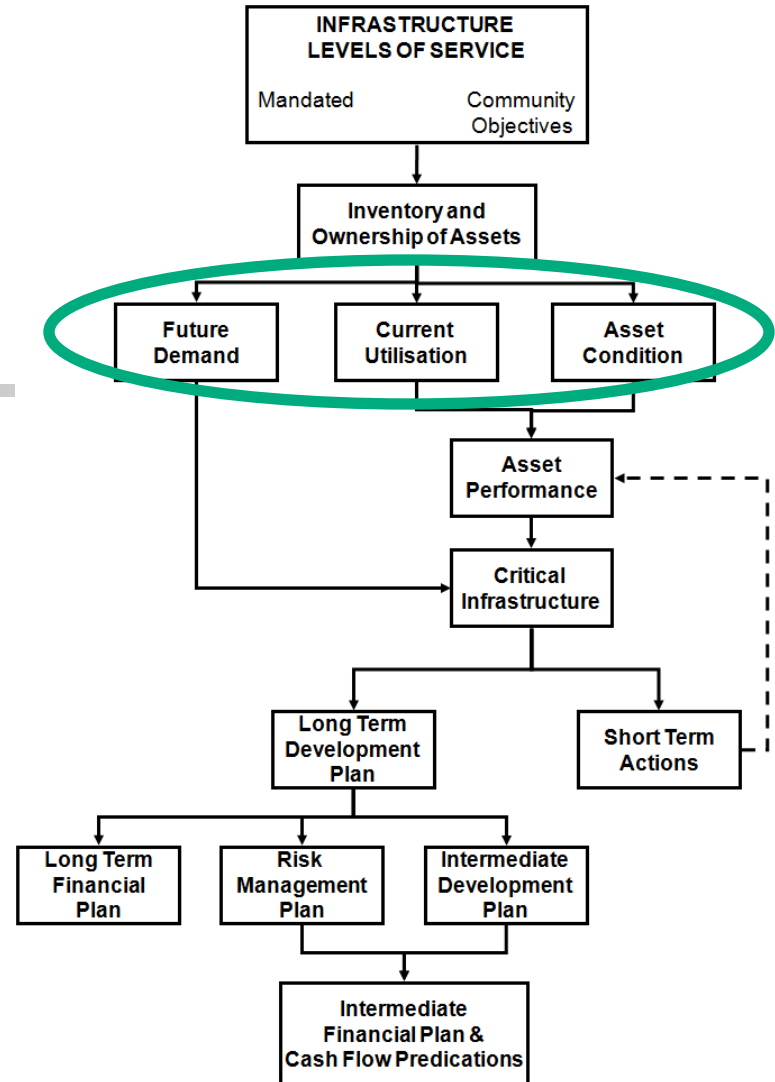 INFRASTRUCTURE
LEVELS OF SERVICE
Mandated
Community
Objectives
Inventory and
Ownership of Assets
Future
Demand
Current
Utilisation
Asset
Condition
Asset
Performance
Critical
Infrastructure
Long Term
Development
Plan
Short Term
Actions
Long Term
Financial
Plan
Risk
Management
Plan
Intermediate
Development
Plan
Intermediate
Financial Plan &
Cash Flow Predications